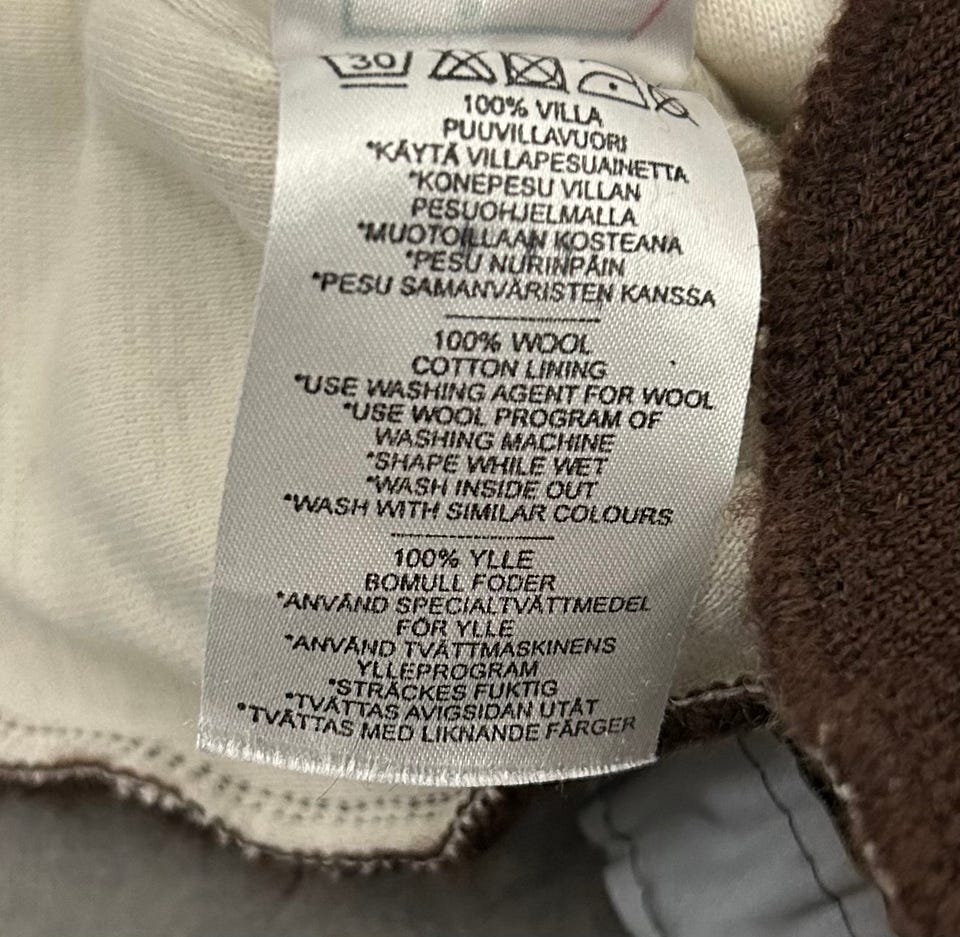 30
100% VILLA
PUUVILLAVUORI
*KÄYTÄ VILLAPESUAINETTA
*KONEPESU VILLAN
PESUOHJELMALLA
*MUOTOILLAAN KOSTEANA
*PESU NURINPÄIN
*PESU SAMANVÄRISTEN KANSSA
100% WOOL
COTTON LINING
*USE WASHING AGENT FOR WOOL
*USE WOOL PROGRAM OF
WASHING MACHINE
*SHAPE WHILE WET
*WASH INSIDE OUT
*WASH WITH SIMILAR COLOURS
100% YLLE
BOMULL FODER
*ANVÄND SPECIALTVÄTTMEDEL
FÖR YLLE
*ANVÄND TVÄTTMASKINENS
YLLEPROGRAM
*STRÄCKES FUKTIG
*TVÄTTAS AVIGSIDAN UTÅT
*TVÄTTAS MED LIKNANDE FÄRGER